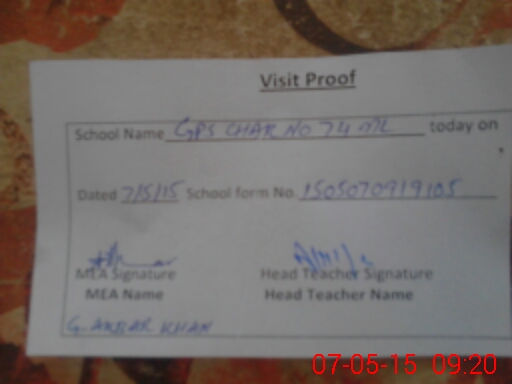 Visit Proof
School Name GPS CHAK NO 74 ML today on
Dated 7/5/15 School form No. 1505070919105
MEA Signature Head Teacher Signature
MEA Name Head Teacher Name
G. AKBAR KHAN
07-05-15 09:20